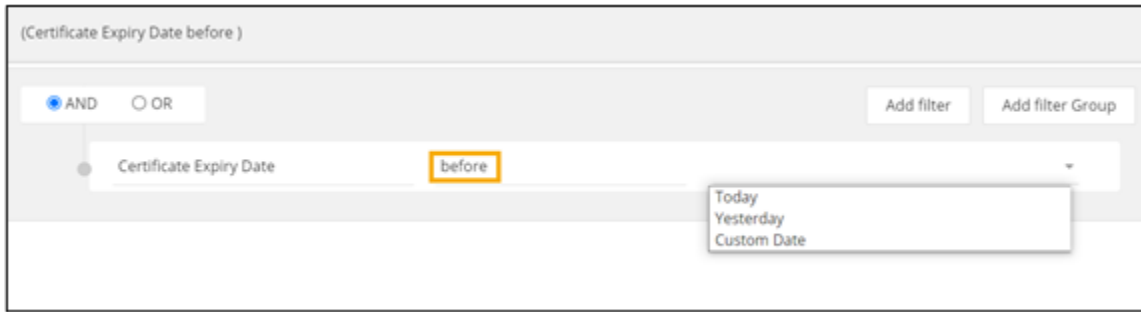 (Certificate Expiry Date before )
AND OR Add filter Add filter Group
Certificate Expiry Date before
Today
Yesterday
Custom Date